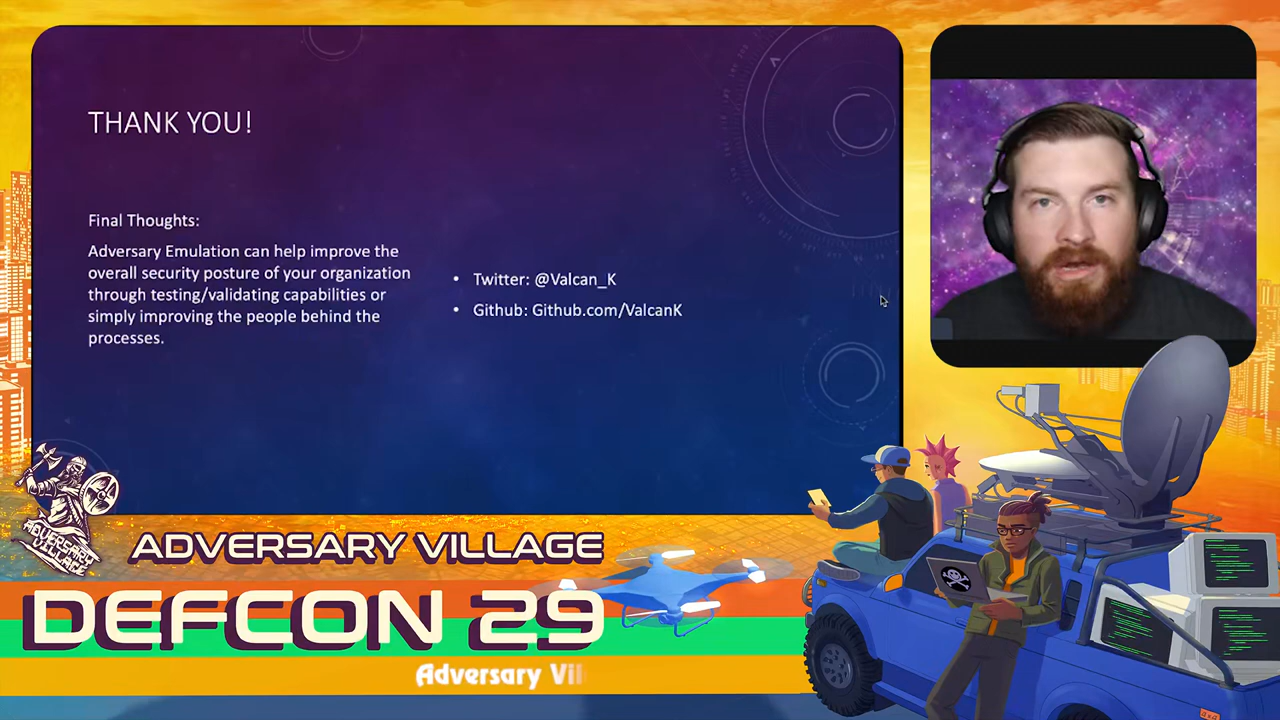 THANK YOU!
Final Thoughts:
Adversary Emulation can help improve the
overall security posture of your organization
through testing/validating capabilities or
simply improving the people behind the
processes.
• Twitter: @Valcan_K
• Github: Github.com/ValcanK
ADVERSARY VILLAGE
ADVERSARY VILLAGE
DEFCON 29
Adversary Vil